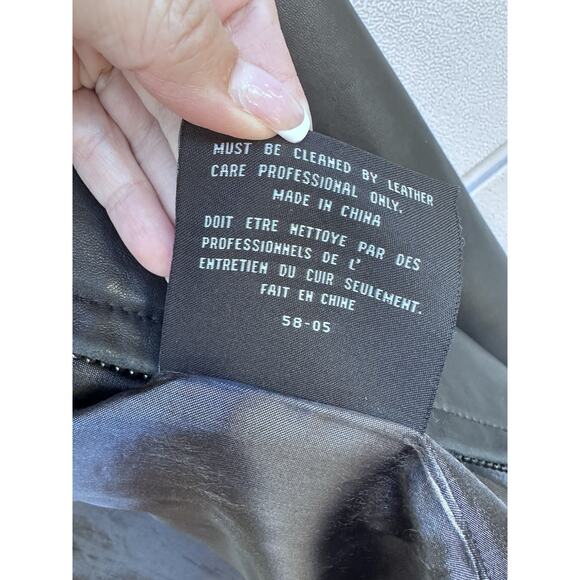 MUST BE CLEANED BY LEATHER
CARE PROFESSIONAL ONLY.
MADE IN CHINA
DOIT ETRE NETTOYE PAR DES
PROFESSIONNELS DE L'
ENTRETIEN DU CUIR SEULEMENT.
FAIT EN CHINE
58-05